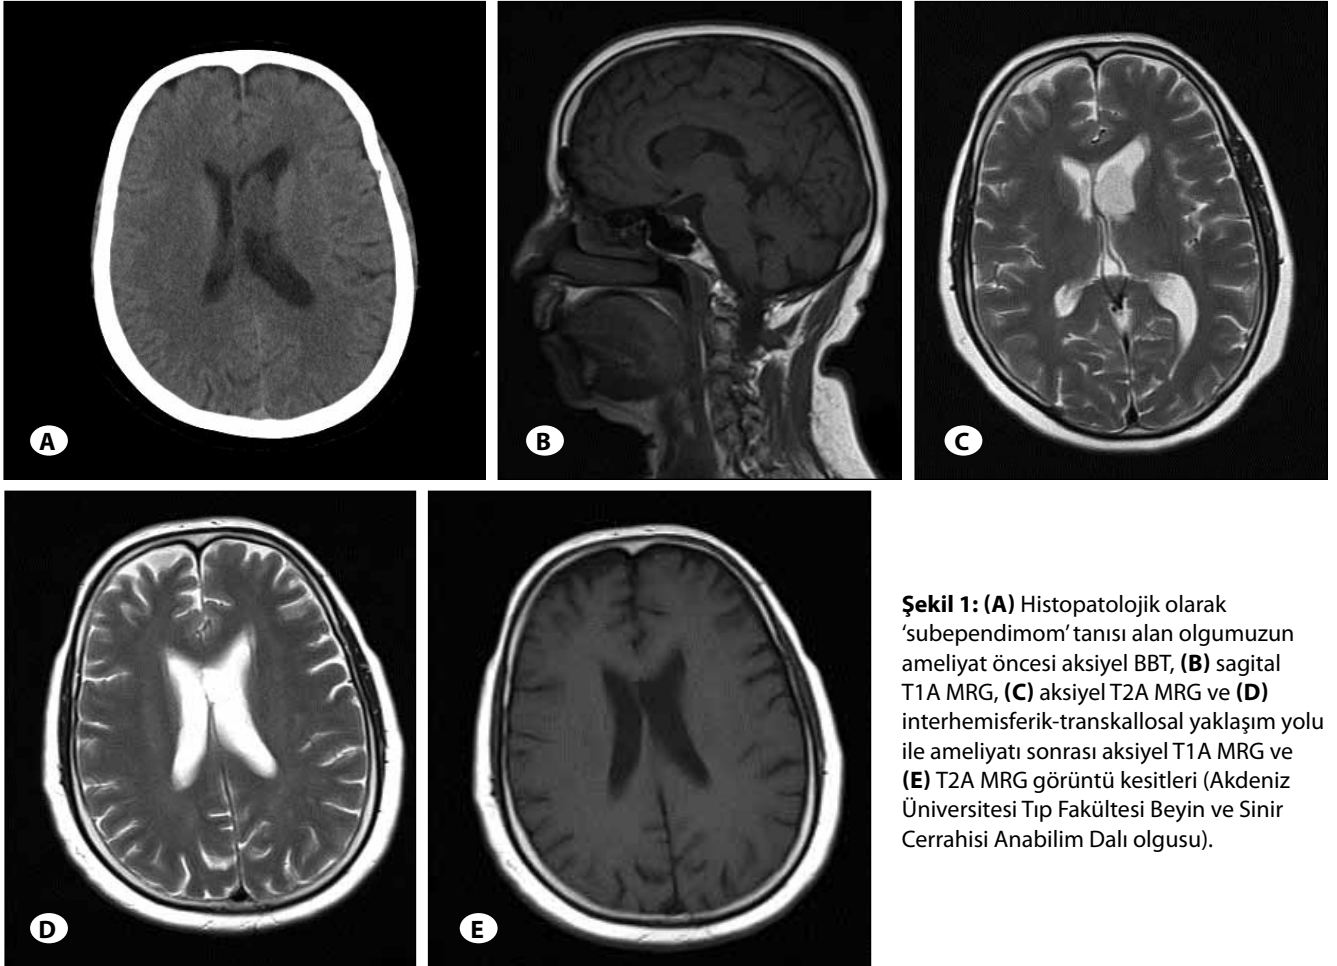 A
B
C
D
E
Şekil 1: (A) Histopatolojik olarak
‘subependimom’ tanısı alan olgumuzun
ameliyat öncesi aksiyel BBT, (B) sagital
T1A MRG, (C) aksiyel T2A MRG ve (D)
interhemisferik-transkallosal yaklaşım yolu
ile ameliyatı sonrası aksiyel T1A MRG ve
(E) T2A MRG görüntü kesitleri (Akdeniz
Üniversitesi Tıp Fakültesi Beyin ve Sinir
Cerrahisi Anabilim Dalı olgusu).